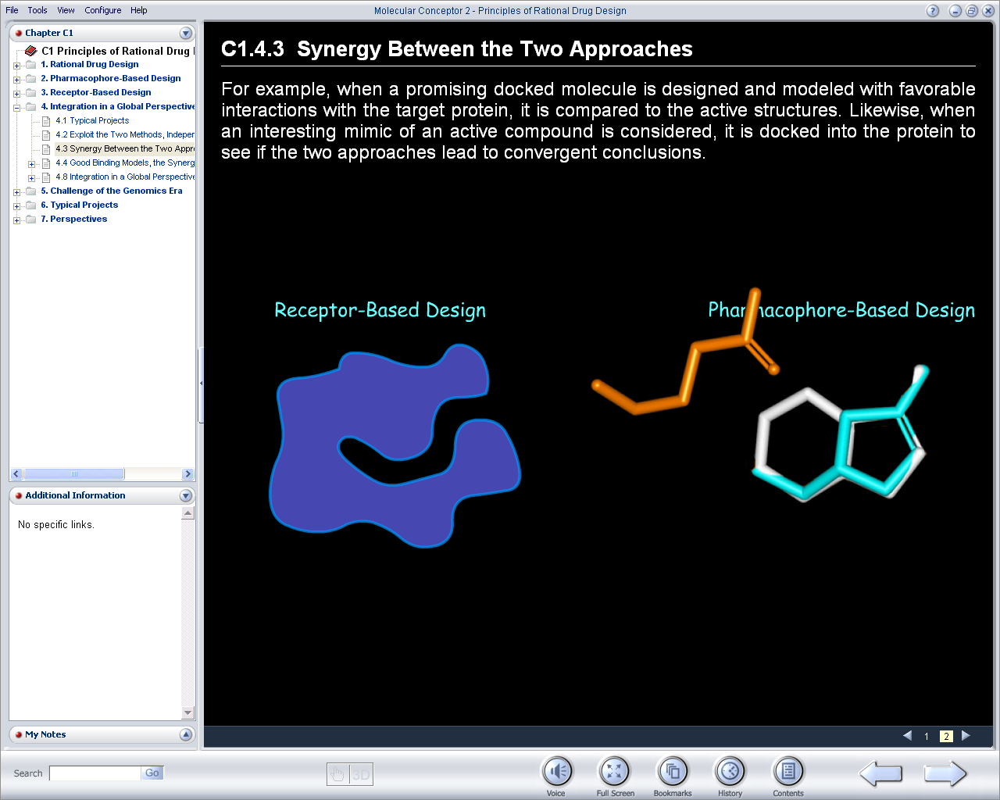 File Tools View Configure Help
Molecular Conceptor 2 - Principles of Rational Drug Design
Chapter C1
C1 Principles of Rational Drug
1. Rational Drug Design
2. Pharmacophore-Based Design
3. Receptor-Based Design
4. Integration in a Global Perspective
4.1 Typical Projects
4.2 Exploit the Two Methods, Indeper
4.3 Synergy Between the Two Appr
4.4 Good Binding Models, the Synerg
4.8 Integration in a Global Perspective
5. Challenge of the Genomics Era
6. Typical Projects
7. Perspectives
Additional Information
No specific links.
My Notes
C1.4.3 Synergy Between the Two Approaches
For example, when a promising docked molecule is designed and modeled with favorable
interactions with the target protein, it is compared to the active structures. Likewise, when
an interesting mimic of an active compound is considered, it is docked into the protein to
see if the two approaches lead to convergent conclusions.
Receptor-Based Design
Pharmacophore-Based Design
1 2
Search
Go
3D
Voice
Full Screen
Bookmarks
History
Contents